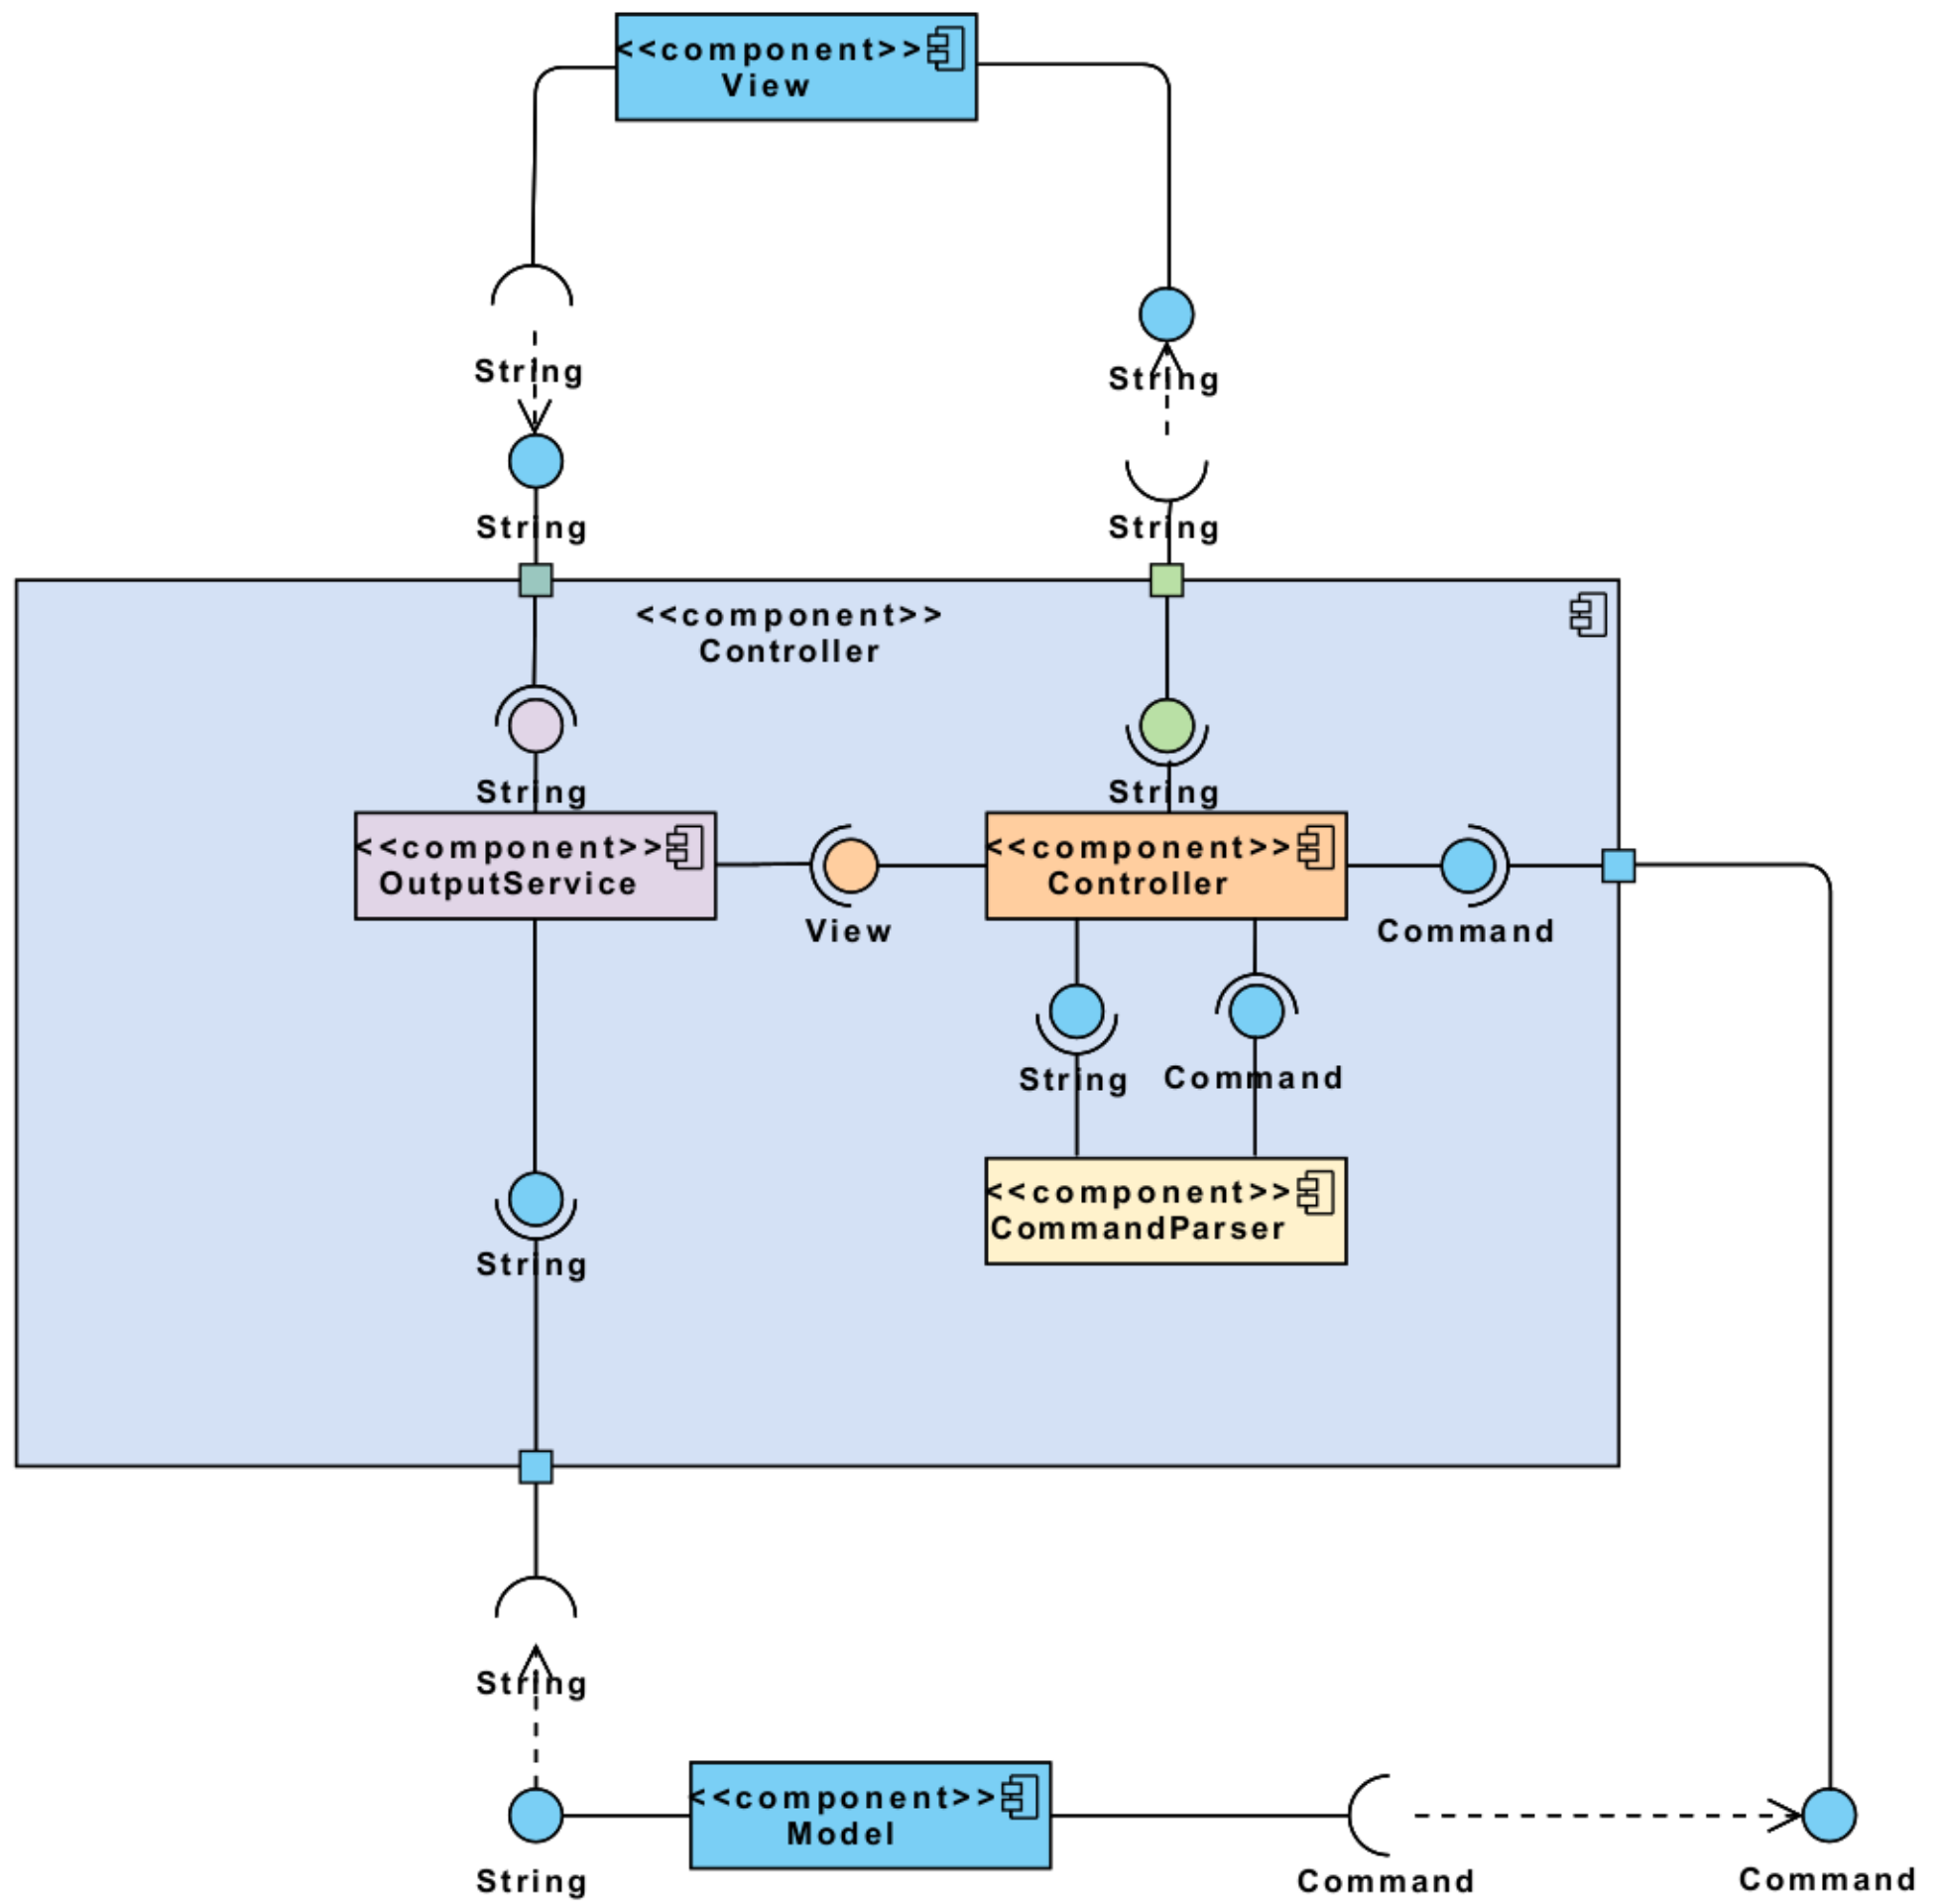 <<component>>
View
String
String
String
String
<<component>>
Controller
String
String
<<component>>
OutputService
View
<<component>>
Controller
Command
String
Command
<<component>>
CommandParser
String
String
<<component>>
Model
String
Command
Command